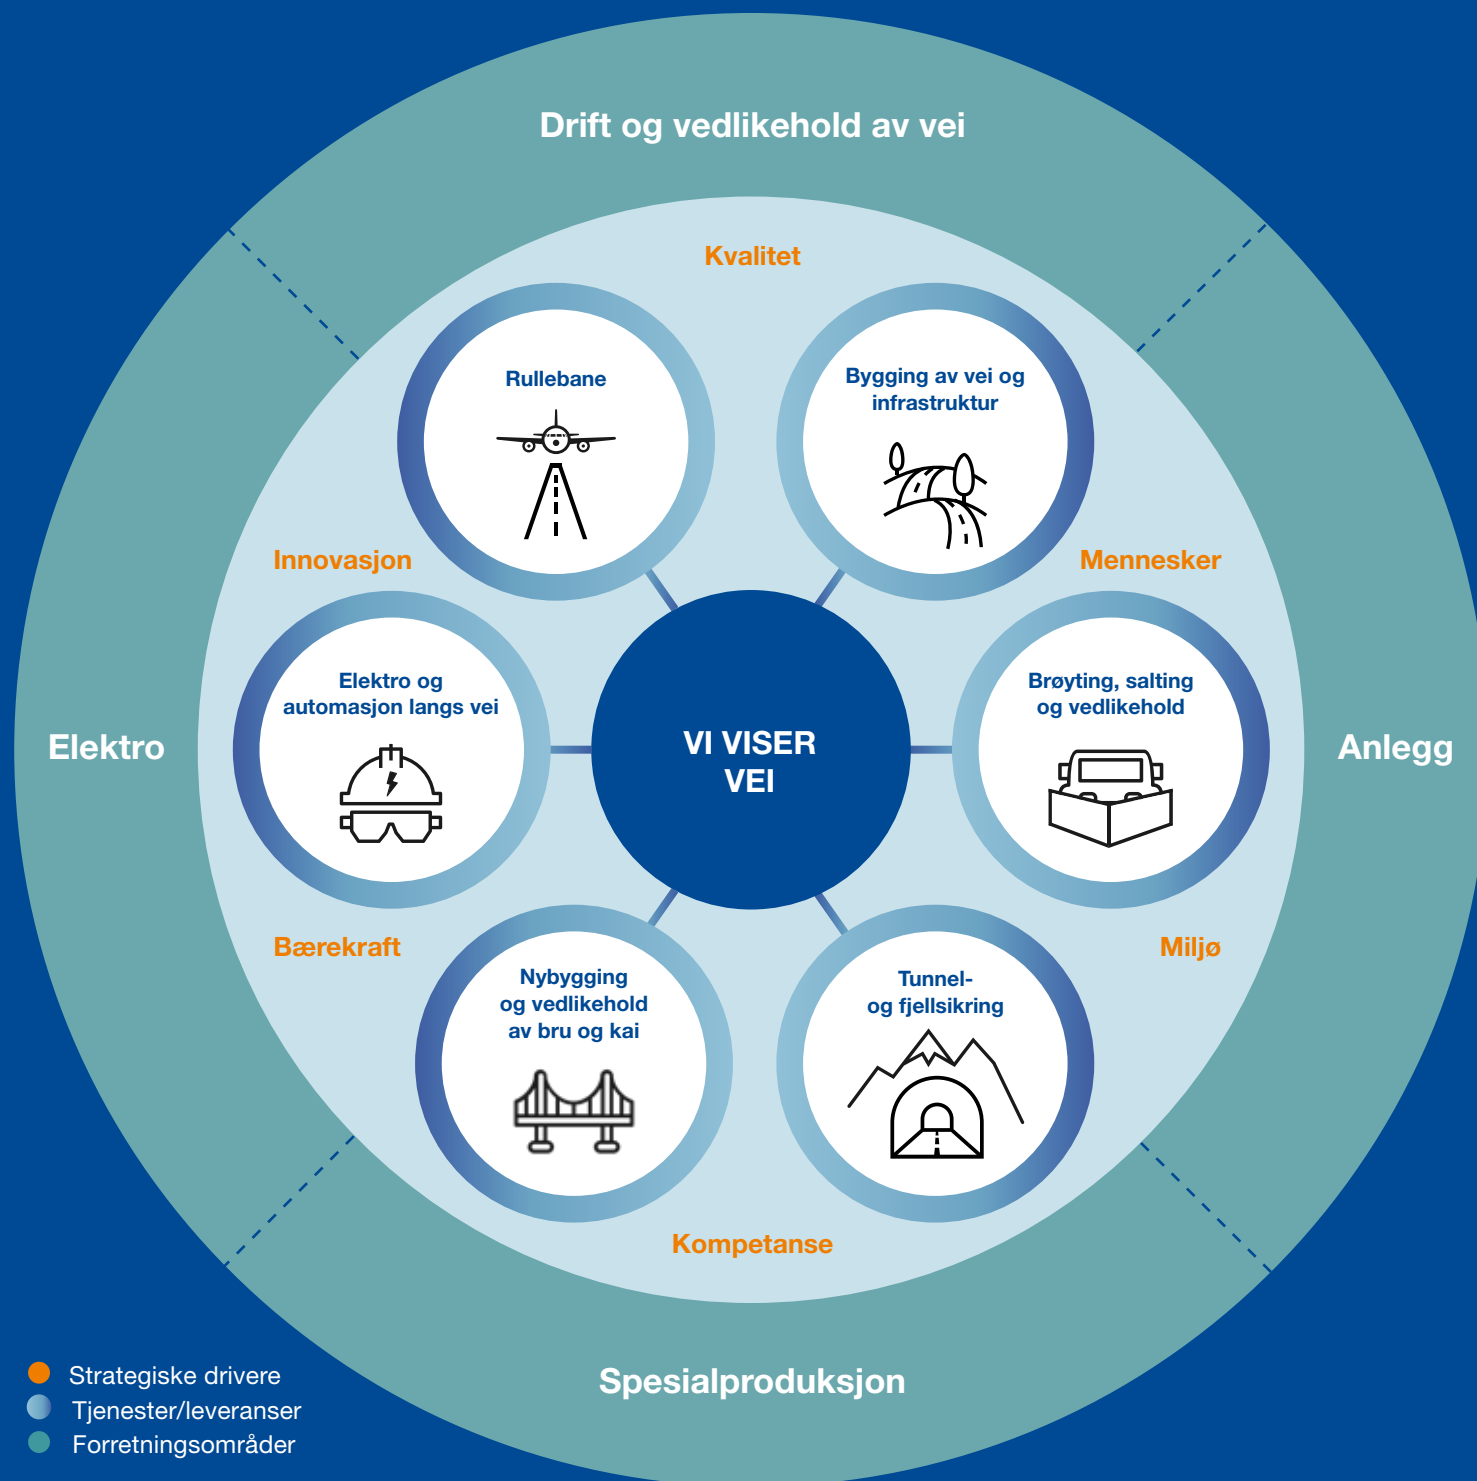 Drift og vedlikehold av vei
Kvalitet
Rullebane
Bygging av vei og
infrastruktur
Innovasjon
Mennesker
Elektro og
automasjon langs vei
Brøyting, salting
og vedlikehold
Elektro
VI VISER
VEI
Anlegg
Bærekraft
Miljø
Nybygging
og vedlikehold
av bru og kai
Tunnel-
og fjellsikring
Kompetanse
Spesialproduksjon
Strategiske drivere
Tjenester/leveranser
Forretningsområder